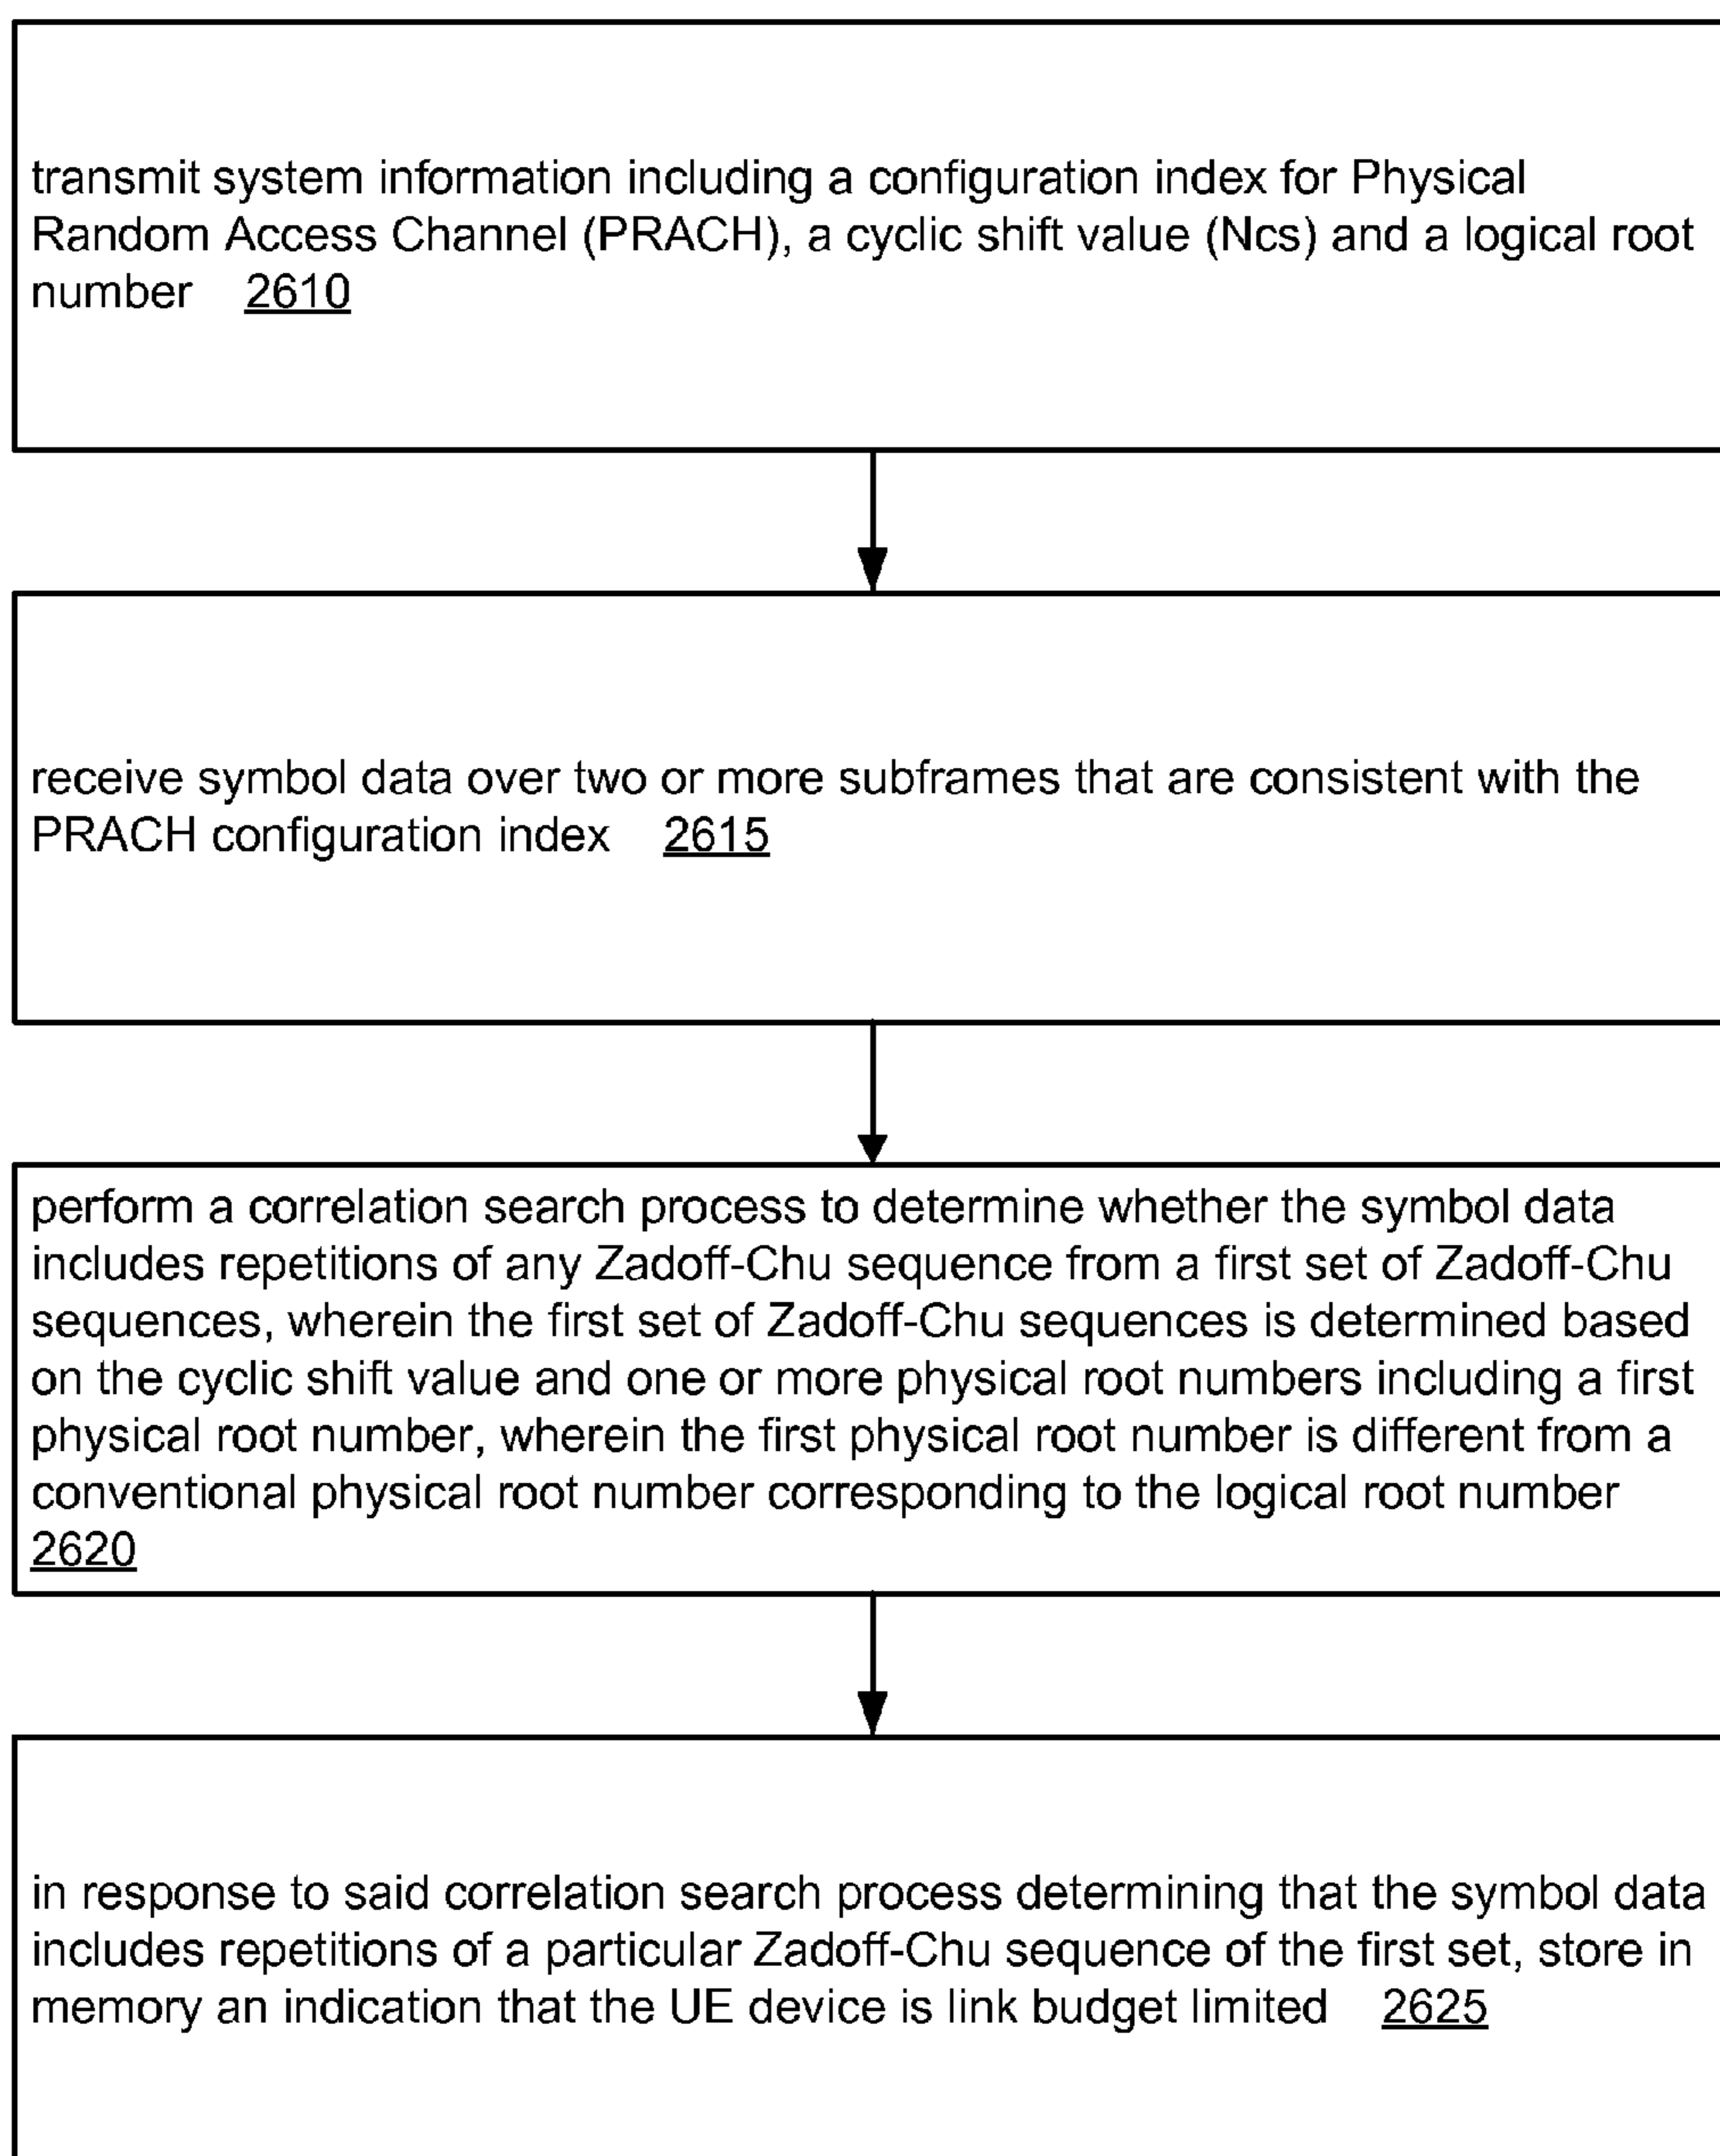 transmit system information including a configuration index for Physical
Random Access Channel (PRACH), a cyclic shift value (Ncs) and a logical root
number 2610
receive symbol data over two or more subframes that are consistent with the
PRACH configuration index 2615
perform a correlation search process to determine whether the symbol data
includes repetitions of any Zadoff-Chu sequence from a first set of Zadoff-Chu
sequences, wherein the first set of Zadoff-Chu sequences is determined based
on the cyclic shift value and one or more physical root numbers including a first
physical root number, wherein the first physical root number is different from a
conventional physical root number corresponding to the logical root number
2620
in response to said correlation search process determining that the symbol data
includes repetitions of a particular Zadoff-Chu sequence of the first set, store in
memory an indication that the UE device is link budget limited 2625